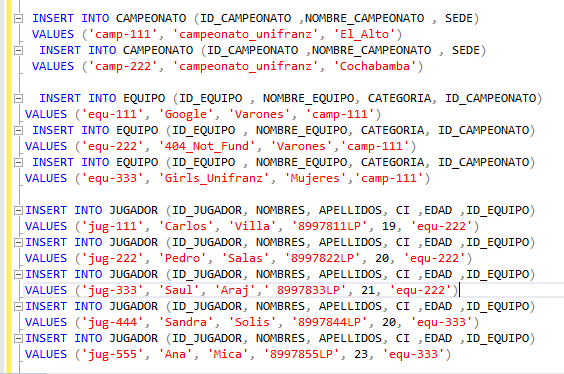 INSERT INTO CAMPEONATO (ID_CAMPEONATO ,NOMBRE_CAMPEONATO , SEDE)
VALUES ('camp-111', 'campeonato_unifranz', 'El_Alto')
INSERT INTO CAMPEONATO (ID_CAMPEONATO ,NOMBRE_CAMPEONATO , SEDE)
VALUES ('camp-222', 'campeonato_unifranz', 'Cochabamba')
INSERT INTO EQUIPO (ID_EQUIPO , NOMBRE_EQUIPO, CATEGORIA, ID_CAMPEONATO)
VALUES ('equ-111', 'Google', 'Varones', 'camp-111')
INSERT INTO EQUIPO (ID_EQUIPO , NOMBRE_EQUIPO, CATEGORIA, ID_CAMPEONATO)
VALUES ('equ-222', '404_Not_Fund', 'Varones','camp-111')
INSERT INTO EQUIPO (ID_EQUIPO , NOMBRE_EQUIPO, CATEGORIA, ID_CAMPEONATO)
VALUES ('equ-333', 'Girls_Unifranz', 'Mujeres','camp-111')
INSERT INTO JUGADOR (ID_JUGADOR, NOMBRES, APELLIDOS, CI ,EDAD ,ID_EQUIPO)
VALUES ('jug-111', 'Carlos', 'Villa', '8997811LP', 19, 'equ-222')
INSERT INTO JUGADOR (ID_JUGADOR, NOMBRES, APELLIDOS, CI ,EDAD ,ID_EQUIPO)
VALUES ('jug-222', 'Pedro', 'Salas', '8997822LP', 20, 'equ-222')
INSERT INTO JUGADOR (ID_JUGADOR, NOMBRES, APELLIDOS, CI ,EDAD ,ID_EQUIPO)
VALUES ('jug-333', 'Saul', 'Araj',' 8997833LP', 21, 'equ-222')
INSERT INTO JUGADOR (ID_JUGADOR, NOMBRES, APELLIDOS, CI ,EDAD ,ID_EQUIPO)
VALUES ('jug-444', 'Sandra', 'Solis', '8997844LP', 20, 'equ-333')
INSERT INTO JUGADOR (ID_JUGADOR, NOMBRES, APELLIDOS, CI ,EDAD ,ID_EQUIPO)
VALUES ('jug-555', 'Ana', 'Mica', '8997855LP', 23, 'equ-333')